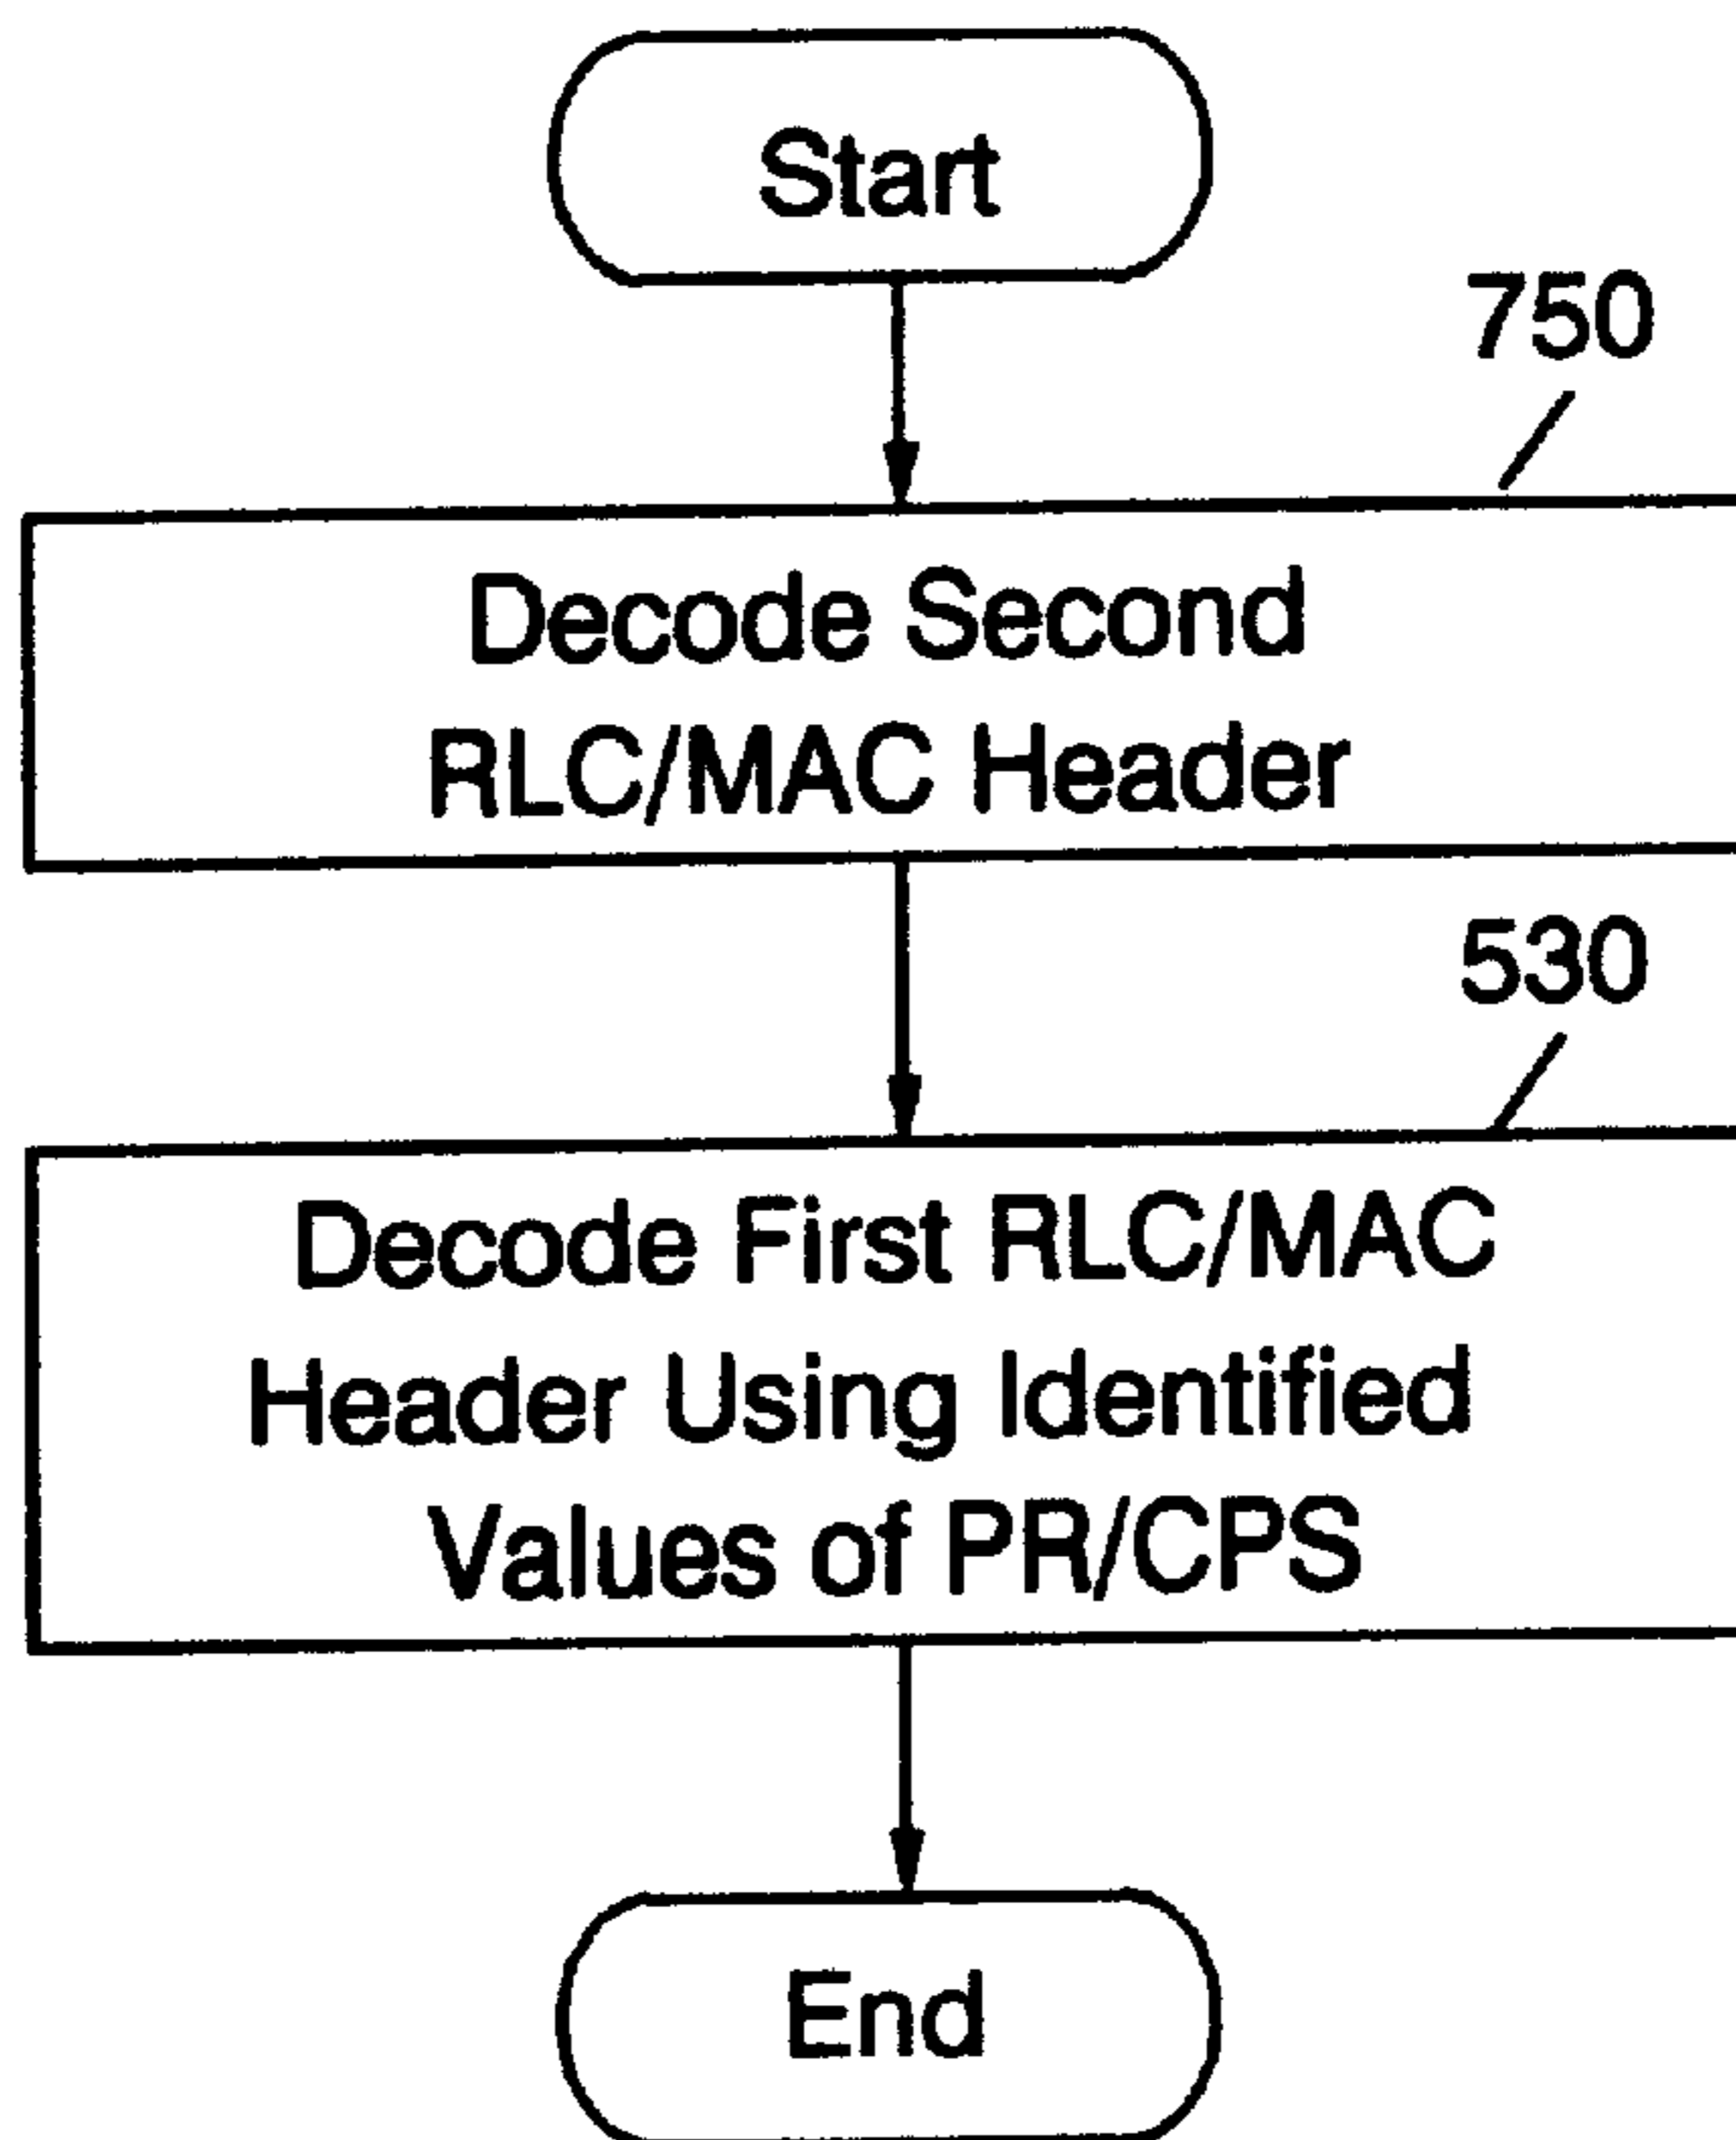 Start
750
Decode Second
RLC/MAC Header
530
Decode First RLC/MAC
Header Using Identified
Values of PR/CPS
End